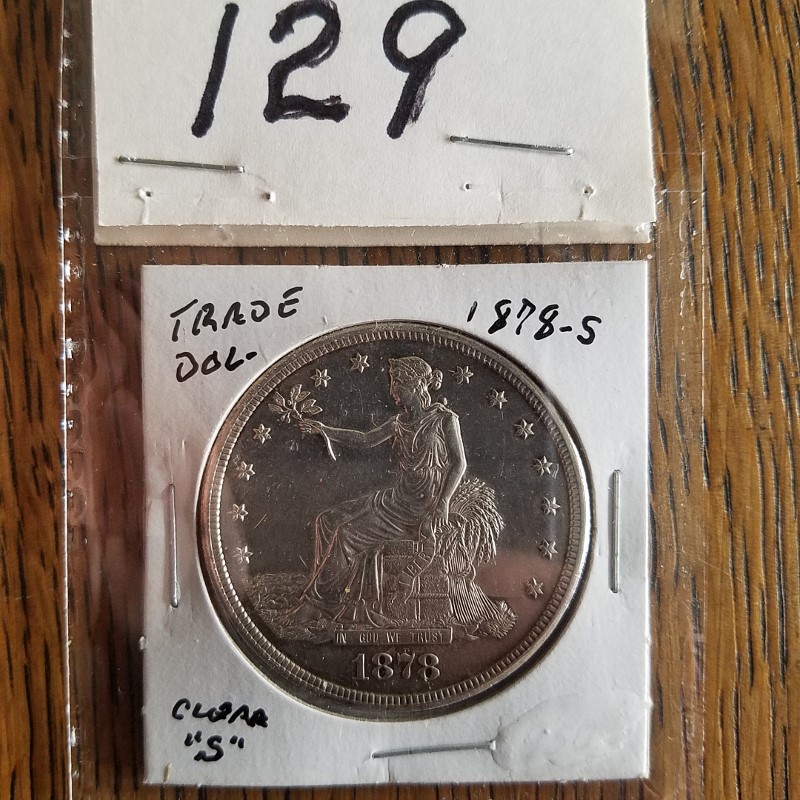 129
TRADE 1878-S
DOL-
IN GOD WE TRUST
1878
CLEAR
"S"